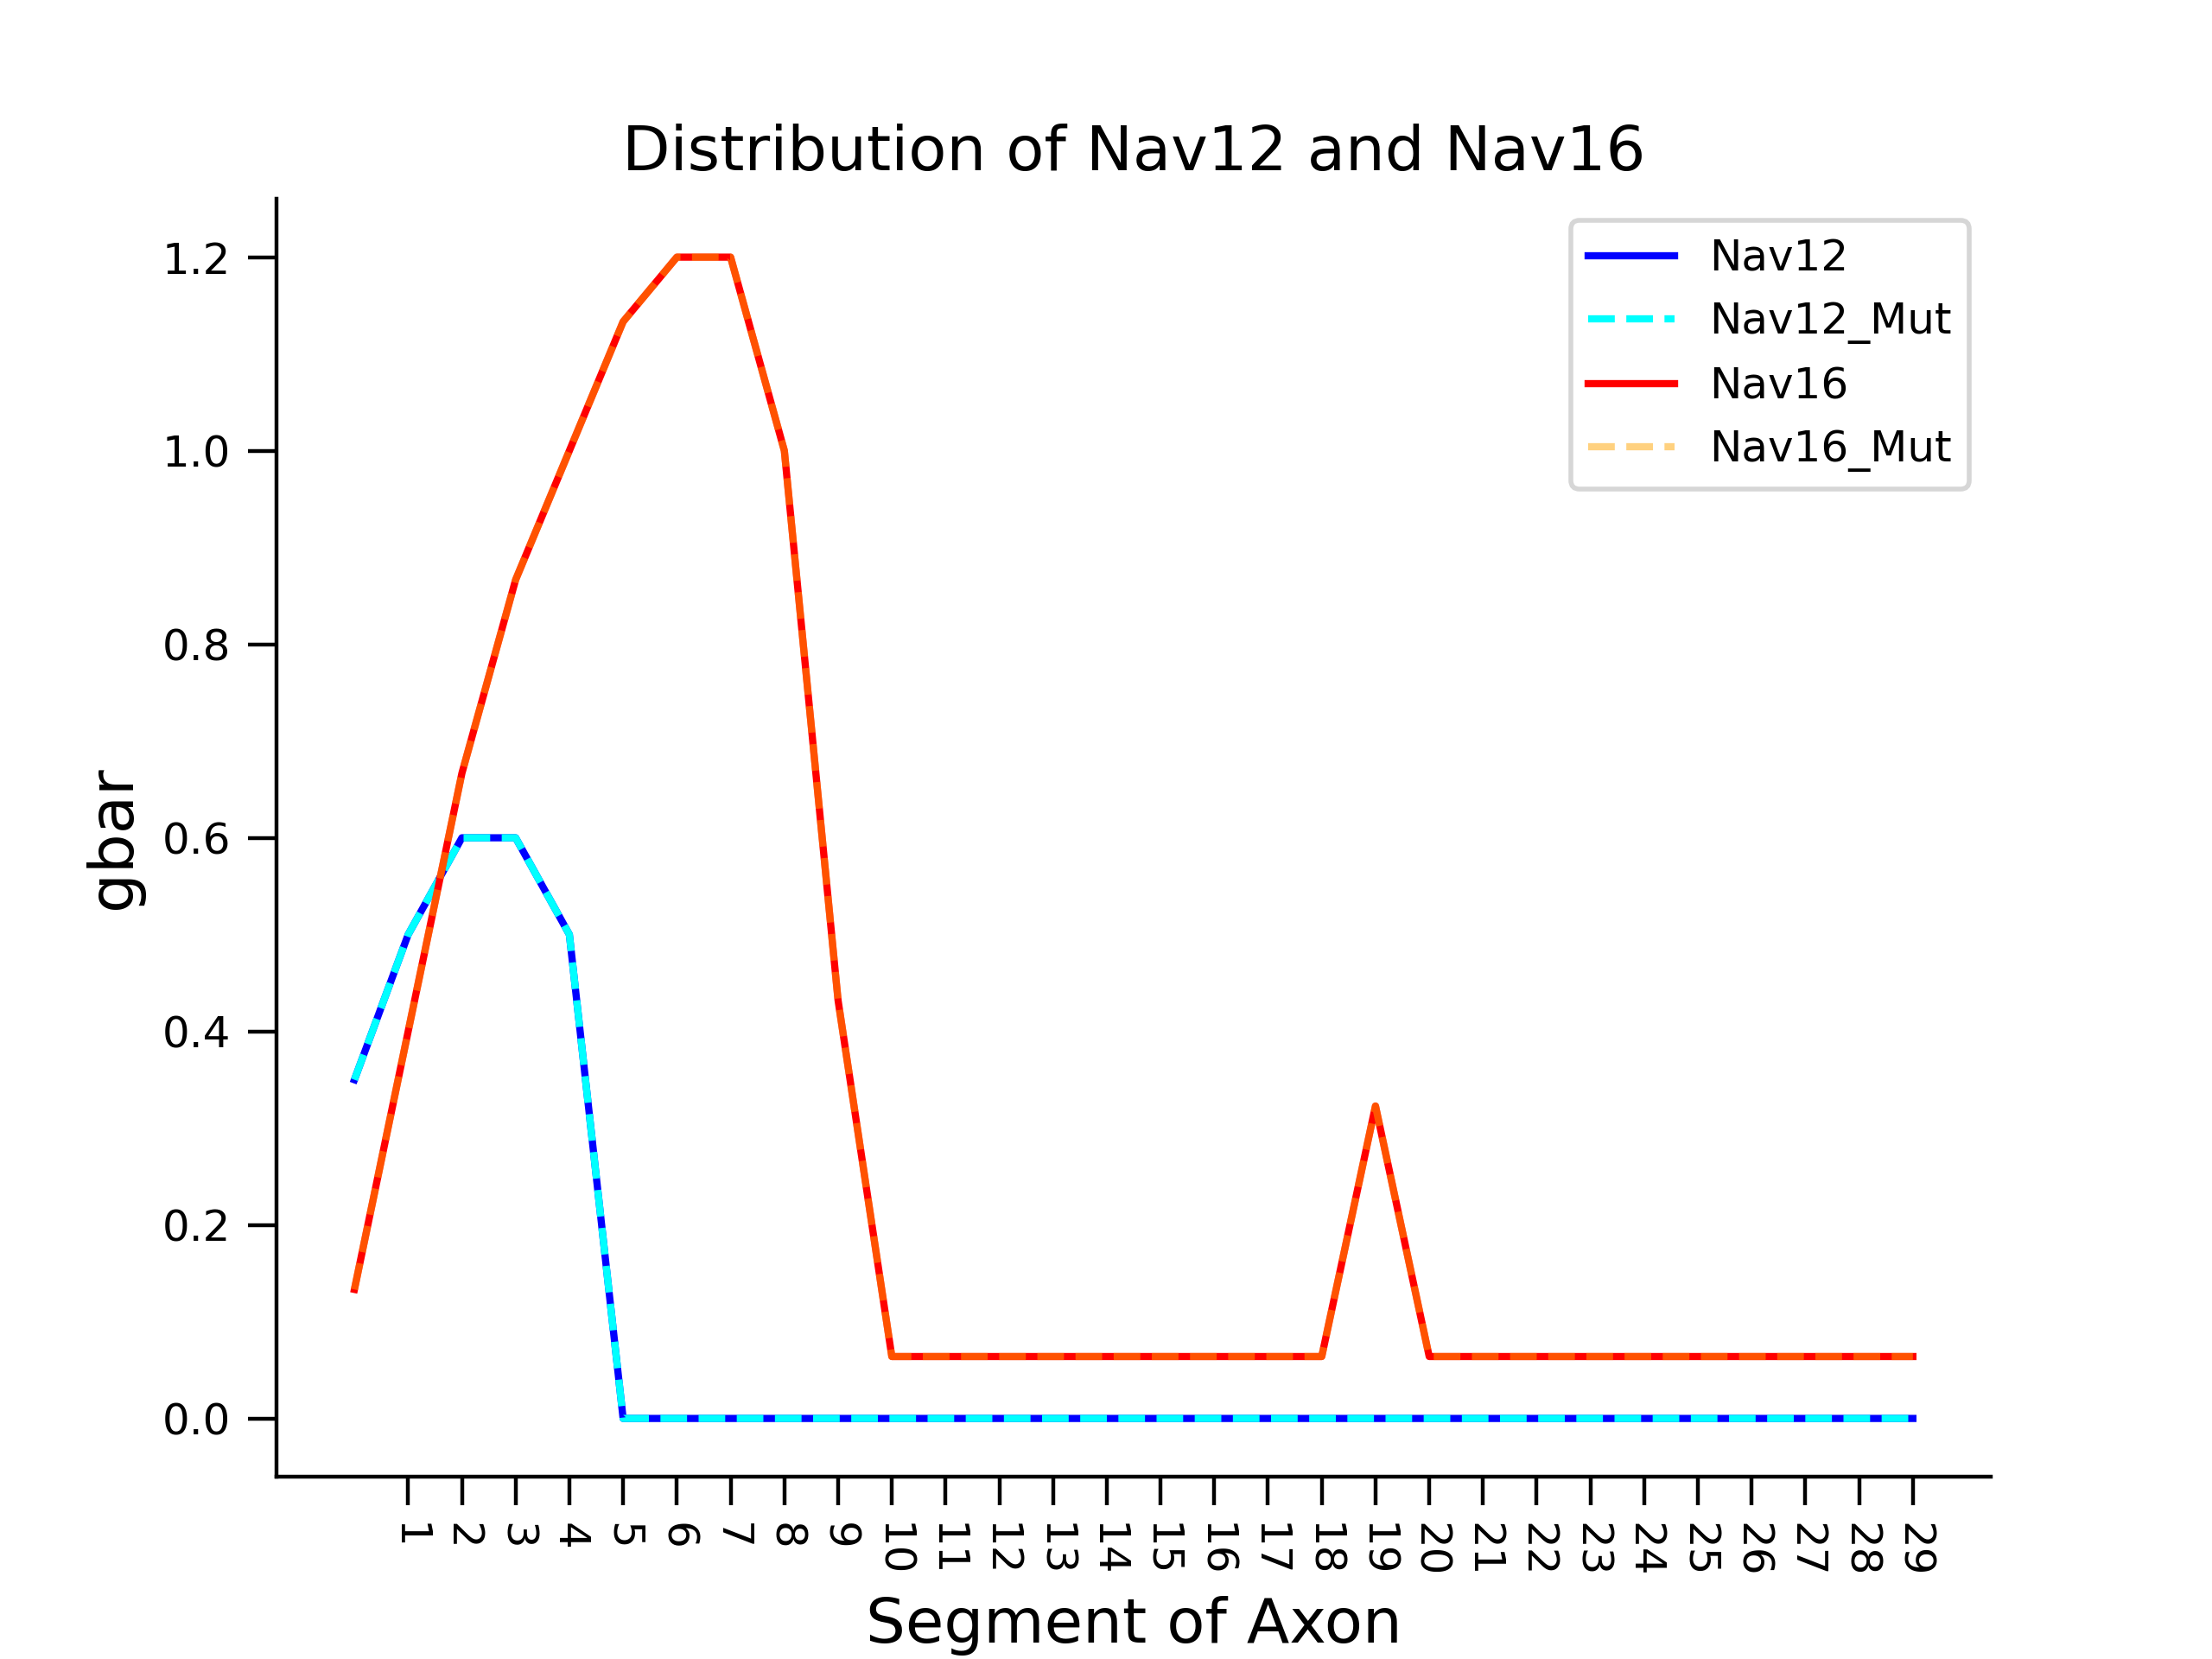 Distribution of Nav12 and Nav16
Nav12
Nav12_Mut
Nav16
Nav16_Mut
gbar
1.2
1.0
0.8
0.6
0.4
0.2
0.0
1 2 3 4 5 6 7 8 9 10 11 12 13 14 15 16 17 18 19 20 21 22 23 24 25 26 27 28 29
Segment of Axon